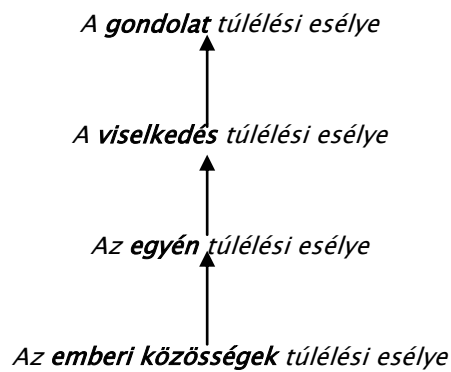 A gondolat túlélési esélye
A viselkedés túlélési esélye
Az egyén túlélési esélye
Az emberi közösségek túlélési esélye